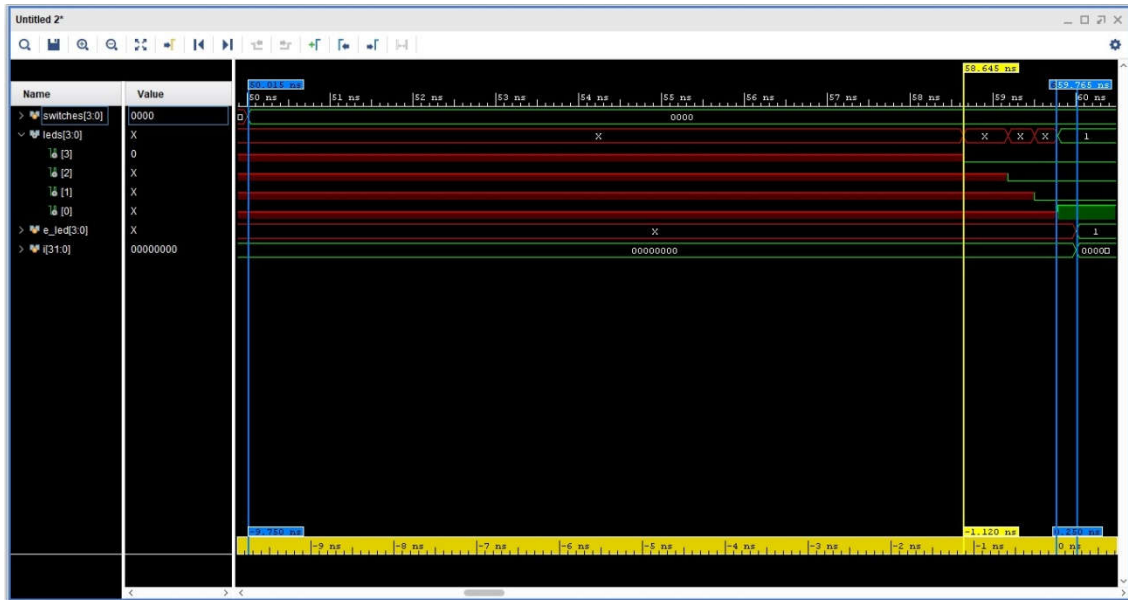 Untitled 2*
58.645 ns
Name Value
50.015 ns 59.765 ns
50 ns 51 ns 52 ns 53 ns 54 ns 55 ns 56 ns 57 ns 58 ns 59 ns 60 ns
switches[3:0] 0000 0000
leds[3:0] X X X X X 1
[3] 0
[2] X
[1] X
[0] X
e_led[3:0] X X 1
i[31:0] 00000000 00000000 0000
-9.750 ns -1.120 ns 0.250 ns
-9 ns -8 ns -7 ns -6 ns -5 ns -4 ns -3 ns -2 ns -1 ns 0 ns